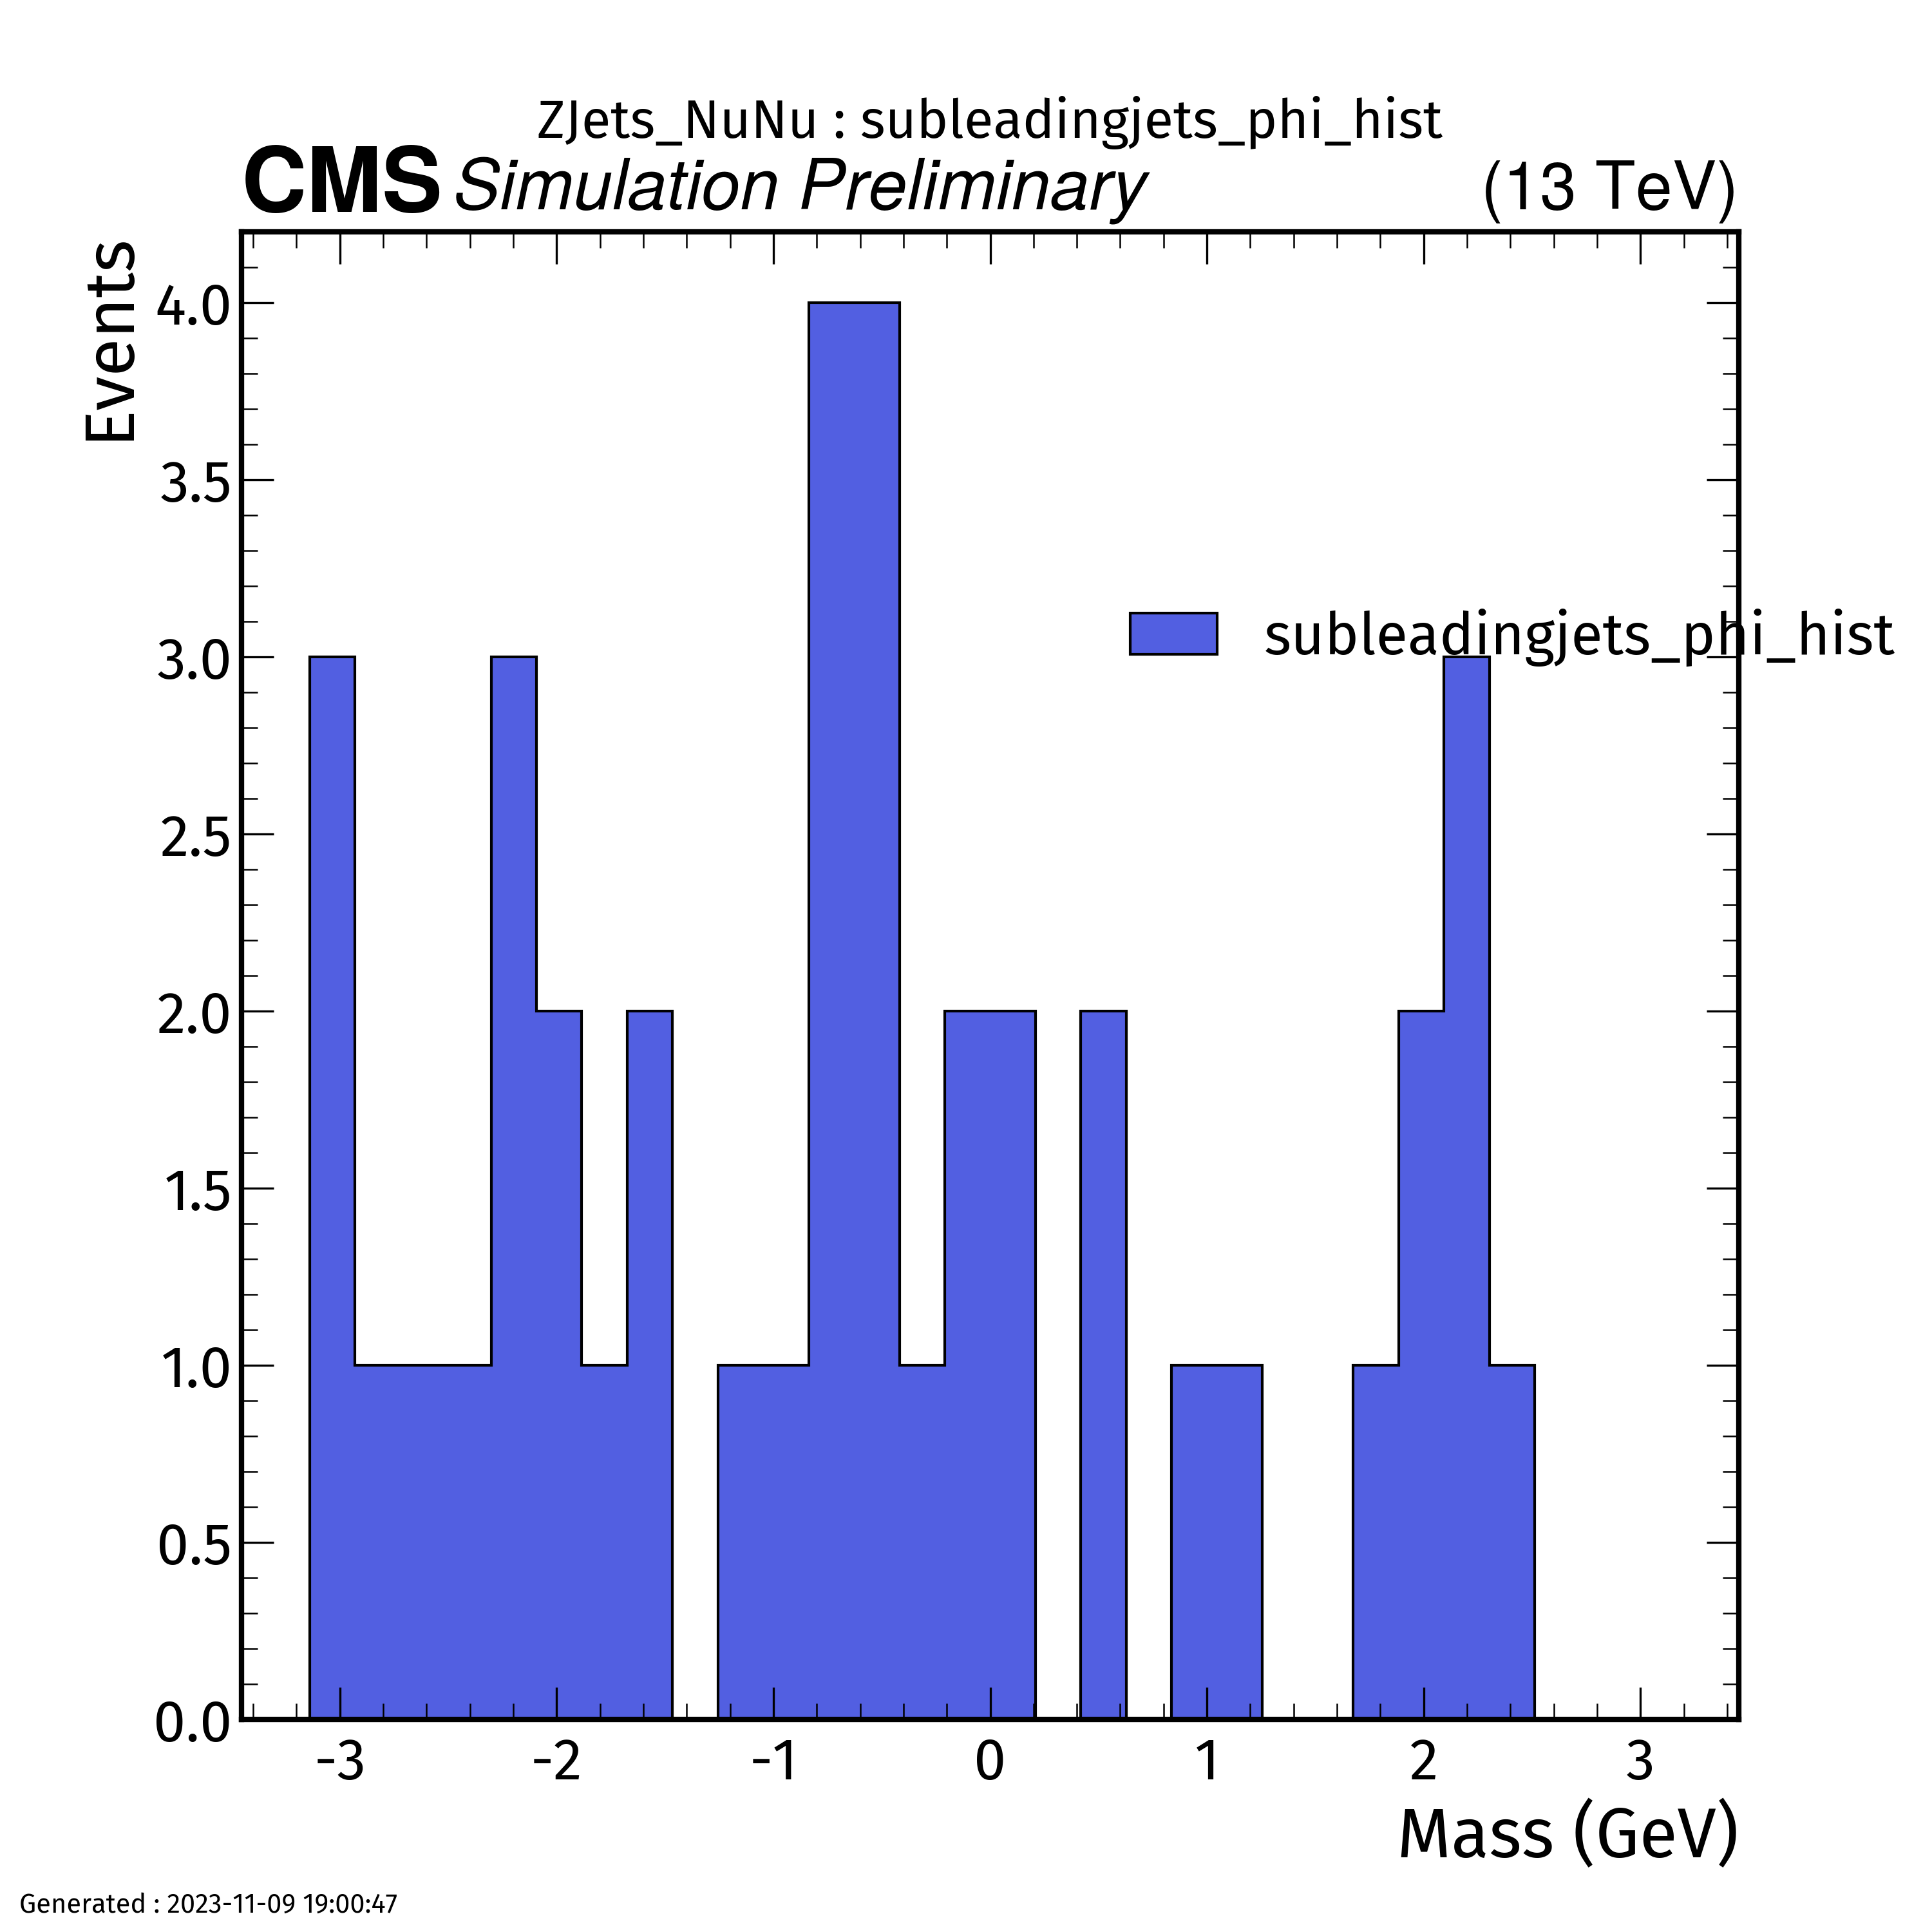 ZJets_NuNu : subleadingjets_phi_hist
CMS Simulation Preliminary (13 TeV)
Events
4.0
3.5
3.0
2.5
2.0
1.5
1.0
0.5
0.0
subleadingjets_phi_hist
-3 -2 -1 0 1 2 3
Mass (GeV)
Generated : 2023-11-09 19:00:47